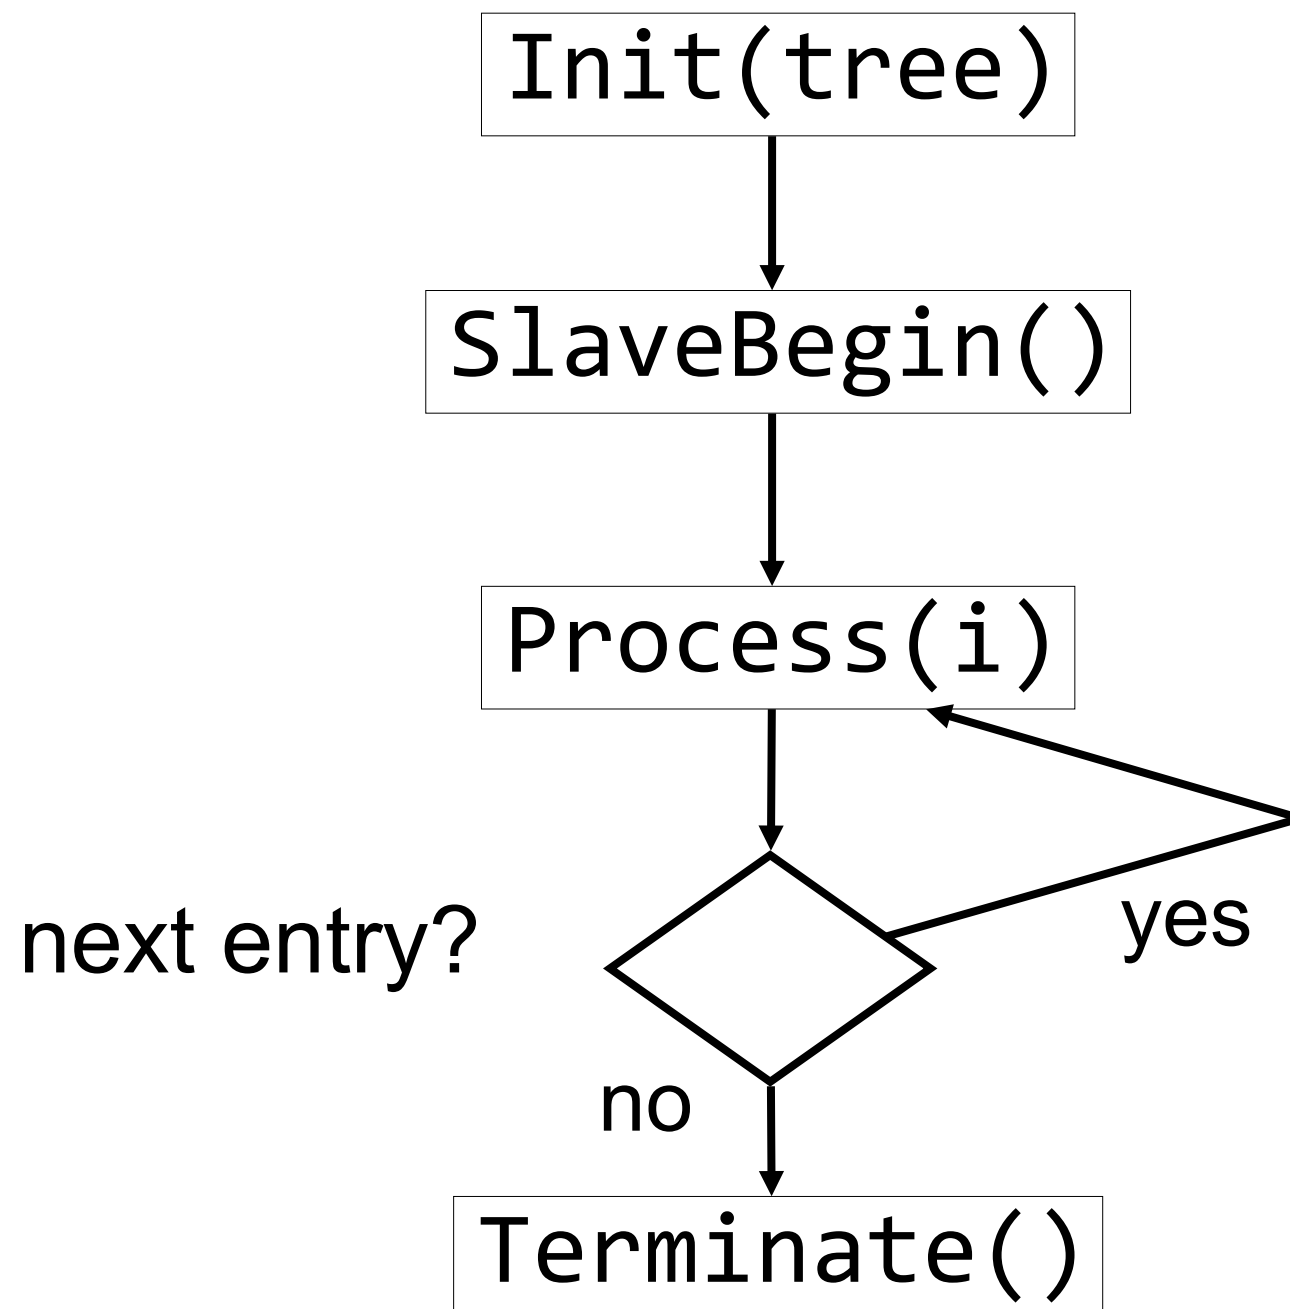 Init(tree)
SlaveBegin()
Process(i)
next entry?
yes
no
Terminate()